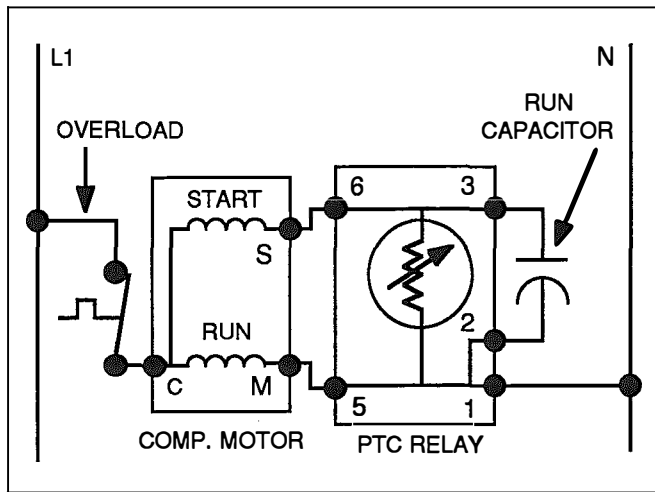 L1
N
RUN
CAPACITOR
OVERLOAD
START
6
3
S
RUN
2
C
M
5
1
COMP. MOTOR
PTC RELAY